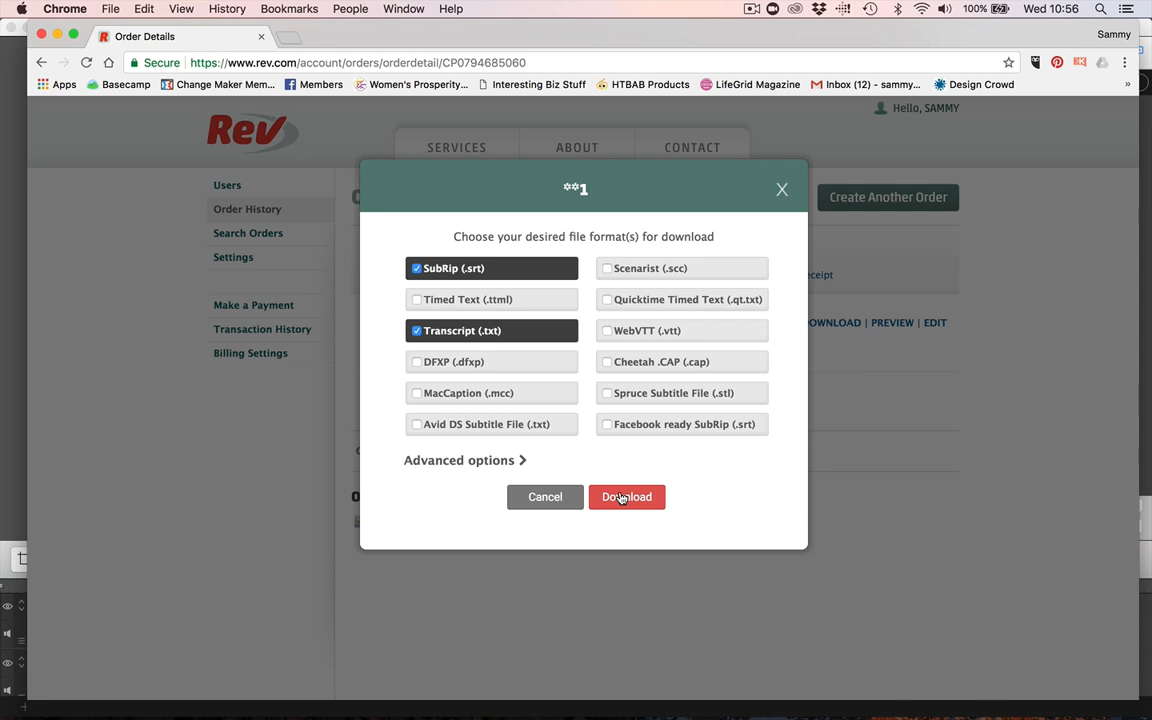 Chrome File Edit View History Bookmarks People Window Help 100% Wed 10:56
Order Details Sammy
Secure https://www.rev.com/account/orders/orderdetail/CP0794685060
Apps Basecamp Change Maker Mem... Members Women's Prosperity... Interesting Biz Stuff HTBAB Products LifeGrid Magazine Inbox (12) - sammy... Design Crowd »
Rev
Hello, SAMMY
SERVICES ABOUT CONTACT
Users
Order History
Search Orders
Settings
Make a Payment
Transaction History
Billing Settings
Create Another Order
eceipt
OWNLOAD | PREVIEW | EDIT
**1 X
Choose your desired file format(s) for download
SubRip (.srt) Scenarist (.scc)
Timed Text (.ttml) Quicktime Timed Text (.qt.txt)
Transcript (.txt) WebVTT (.vtt)
DFXP (.dfxp) Cheetah .CAP (.cap)
MacCaption (.mcc) Spruce Subtitle File (.stl)
Avid DS Subtitle File (.txt) Facebook ready SubRip (.srt)
Advanced options
Cancel Download